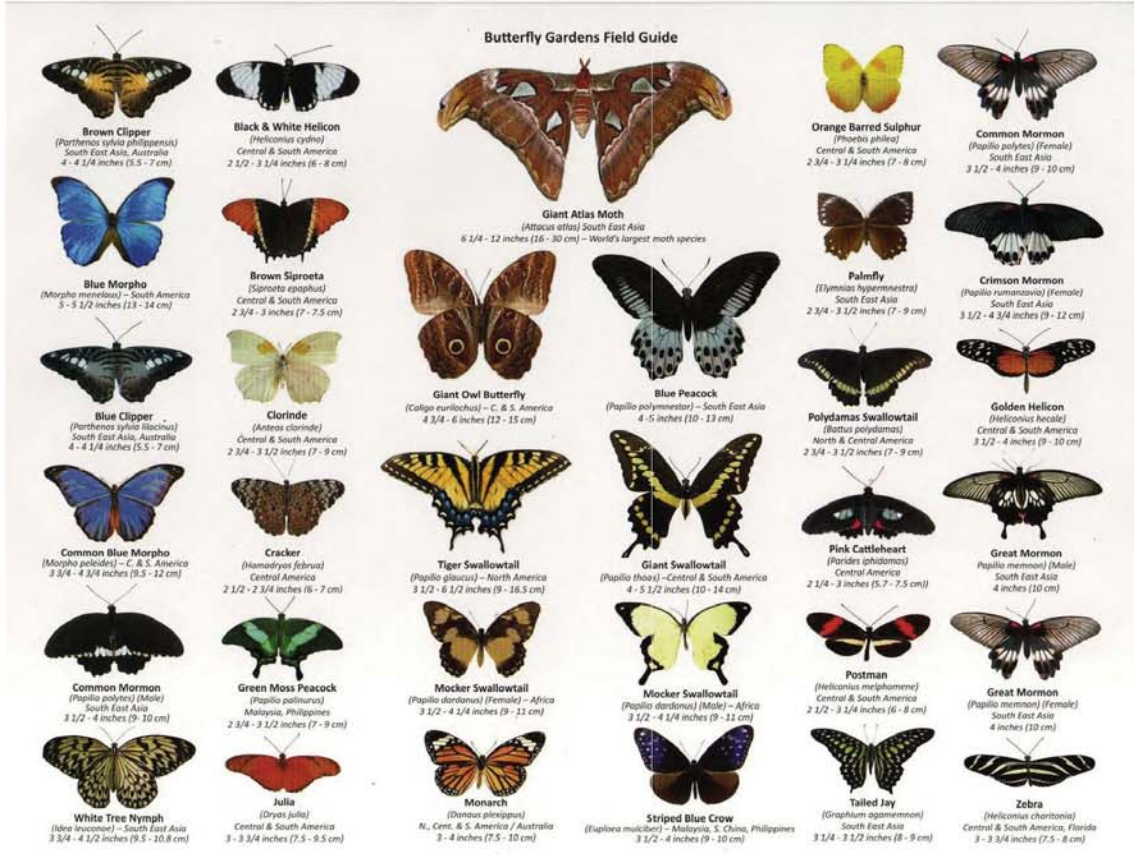 Butterfly Gardens Field Guide
Brown Clipper
(Parthenos sylvia philippensis)
South East Asia, Australia
4 - 4 1/4 inches (5.5 - 7 cm)
Black & White Helicon
(Heliconius cydno)
Central & South America
2 1/2 - 3 1/4 inches (6 - 8 cm)
Giant Atlas Moth
(Attacus atlas) South East Asia
6 1/4 - 12 inches (16 - 30 cm) – World's largest moth species
Orange Barred Sulphur
(Phoebis philea)
Central & South America
2 3/4 - 3 1/4 inches (7 - 8 cm)
Common Mormon
(Papilio polytes) (Female)
South East Asia
3 1/2 - 4 inches (9 - 10 cm)
Blue Morpho
(Morpho menelaus) – South America
5 - 5 1/2 inches (13 - 14 cm)
Brown Siproeta
(Siproeta epaphus)
Central & South America
2 3/4 - 3 inches (7 - 7.5 cm)
Palmfly
(Elymnias hypermnestra)
South East Asia
2 3/4 - 3 1/2 inches (7 - 9 cm)
Crimson Mormon
(Papilio rumanzovia) (Female)
South East Asia
3 1/2 - 4 3/4 inches (9 - 12 cm)
Blue Clipper
(Parthenos sylvia lilacinus)
South East Asia, Australia
4 - 4 1/4 inches (5.5 - 7 cm)
Clorinde
(Anteos clorinde)
Central & South America
2 3/4 - 3 1/2 inches (7 - 9 cm)
Giant Owl Butterfly
(Caligo eurilochus) – C. & S. America
4 3/4 - 6 inches (12 - 15 cm)
Blue Peacock
(Papilio polymnestor) – South East Asia
4 -5 inches (10 - 13 cm)
Polydamas Swallowtail
(Battus polydamas)
North & Central America
2 3/4 - 3 1/2 inches (7 - 9 cm)
Golden Helicon
(Heliconius hecale)
Central & South America
3 1/2 - 4 inches (9 - 10 cm)
Common Blue Morpho
(Morpho peleides) – C. & S. America
3 3/4 - 4 3/4 inches (9.5 - 12 cm)
Cracker
(Hamadryas februa)
Central America
2 1/2 - 2 3/4 inches (6 - 7 cm)
Tiger Swallowtail
(Papilio glaucus) – North America
3 1/2 - 6 1/2 inches (9 - 16.5 cm)
Giant Swallowtail
(Papilio thoas) –Central & South America
4 - 5 1/2 inches (10 - 14 cm)
Pink Cattleheart
(Parides iphidamas)
Central America
2 1/4 - 3 inches (5.7 - 7.5 cm))
Great Mormon
Papilio memnon) (Male)
South East Asia
4 inches (10 cm)
Common Mormon
(Papilio polytes) (Male)
South East Asia
3 1/2 - 4 inches (9- 10 cm)
Green Moss Peacock
(Papilio palinurus)
Malaysia, Philippines
2 3/4 - 3 1/2 inches (7 - 9 cm)
Mocker Swallowtail
(Papilio dardanus) (Female) – Africa
3 1/2 - 4 1/4 inches (9 - 11 cm)
Mocker Swallowtail
(Papilio dardanus) (Male) – Africa
3 1/2 - 4 1/4 inches (9 - 11 cm)
Postman
(Heliconius melphomene)
Central & South America
2 1/2 - 3 1/4 inches (6 - 8 cm)
Great Mormon
(Papilio memnon) (Female)
South East Asia
4 inches (10 cm)
White Tree Nymph
(Idea leuconoe) – South East Asia
3 3/4 - 4 1/2 inches (9.5 - 10.8 cm)
Julia
(Dryas julia)
Central & South America
3 - 3 3/4 inches (7.5 - 9.5 cm)
Monarch
(Danaus plexippus)
N., Cent. & S. America / Australia
3 - 4 inches (7.5 - 10 cm)
Striped Blue Crow
(Euploea mulciber) – Malaysia, S. China, Philippines
3 1/2 - 4 inches (9 - 10 cm)
Tailed Jay
(Graphium agamemnon)
South East Asia
3 1/4 - 3 1/2 inches (8 - 9 cm)
Zebra
(Heliconius charitonia)
Central & South America, Florida
3 - 3 3/4 inches (7.5 - 8 cm)